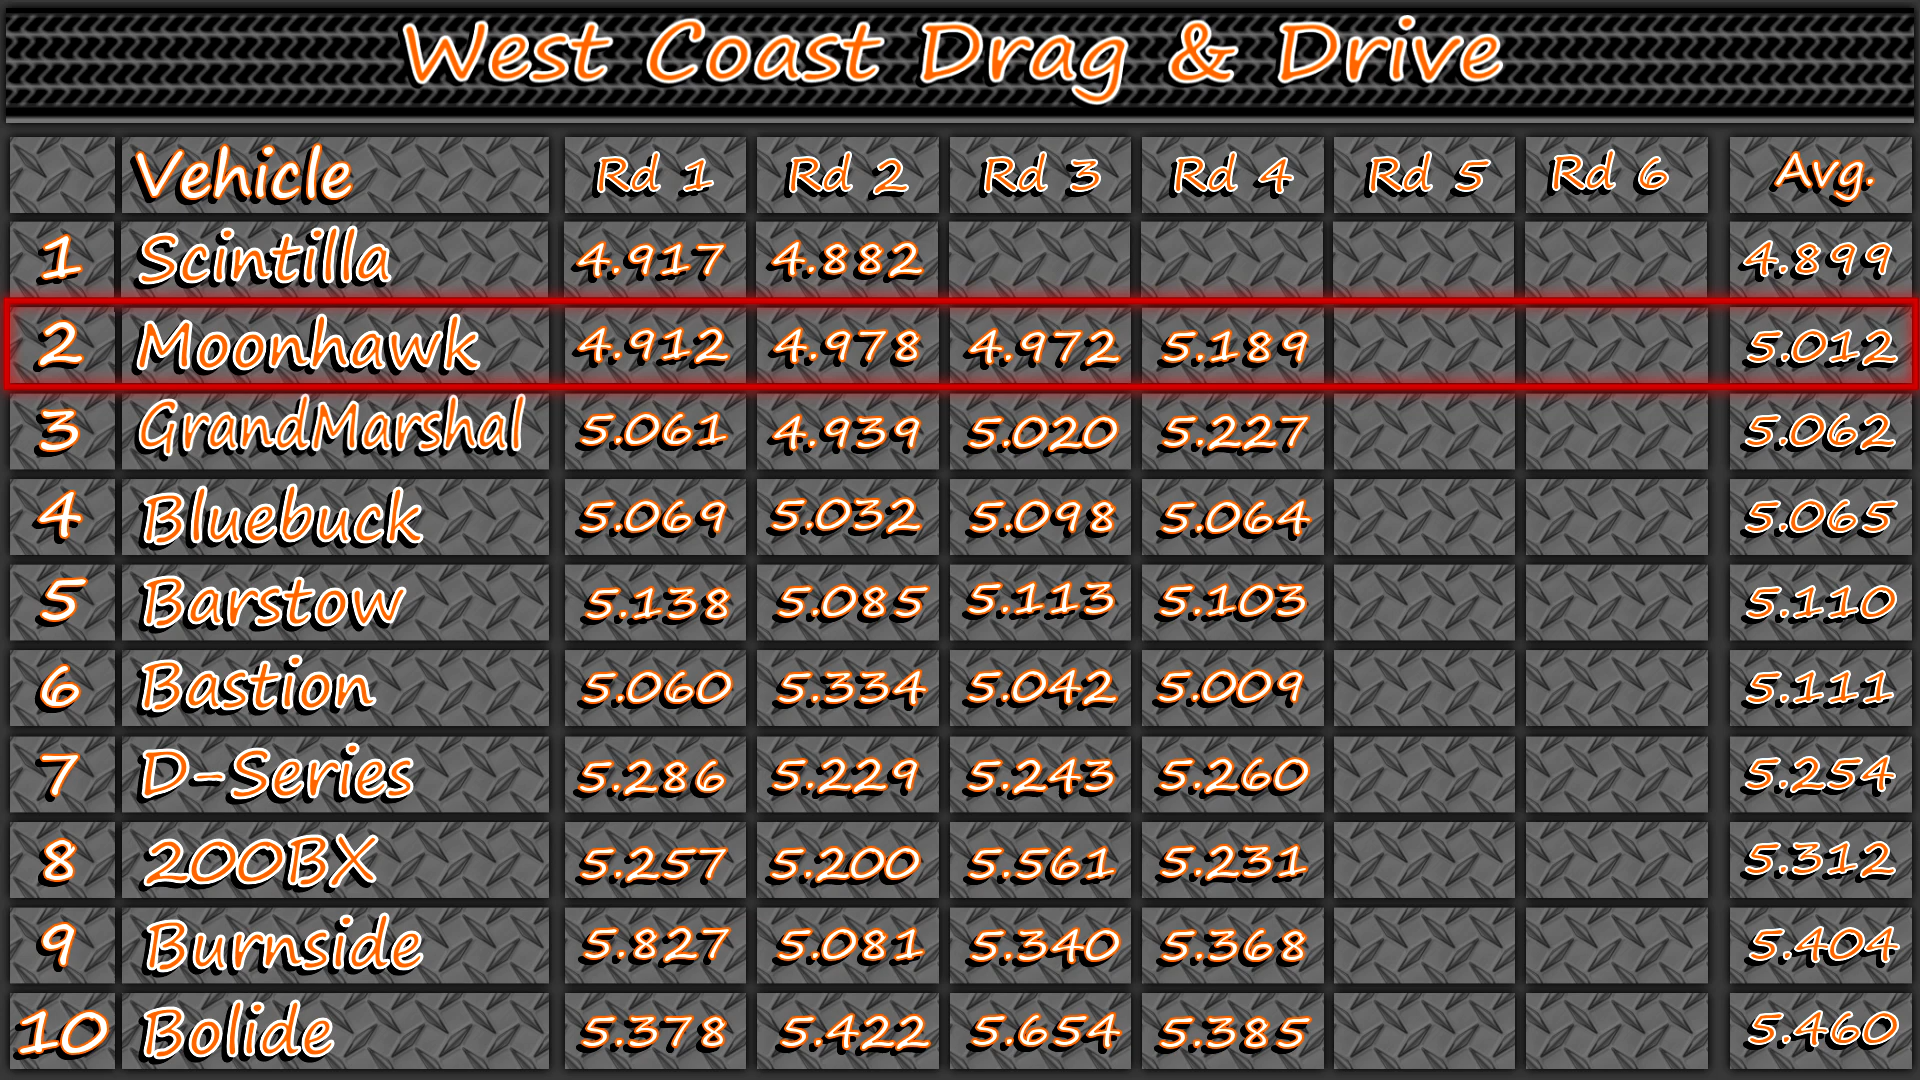 West Coast Drag & Drive
Vehicle Rd 1 Rd 2 Rd 3 Rd 4 Rd 5 Rd 6 Avg.
1 Scintilla 4.917 4.882 4.899
2 Moonhawk 4.912 4.978 4.972 5.189 5.012
3 GrandMarshal 5.061 4.939 5.020 5.227 5.062
4 Bluebuck 5.069 5.032 5.098 5.064 5.065
5 Barstow 5.138 5.085 5.113 5.103 5.110
6 Bastion 5.060 5.334 5.042 5.009 5.111
7 D-Series 5.286 5.229 5.243 5.260 5.254
8 200BX 5.257 5.200 5.561 5.231 5.312
9 Burnside 5.827 5.081 5.340 5.368 5.404
10 Bolide 5.378 5.422 5.654 5.385 5.460